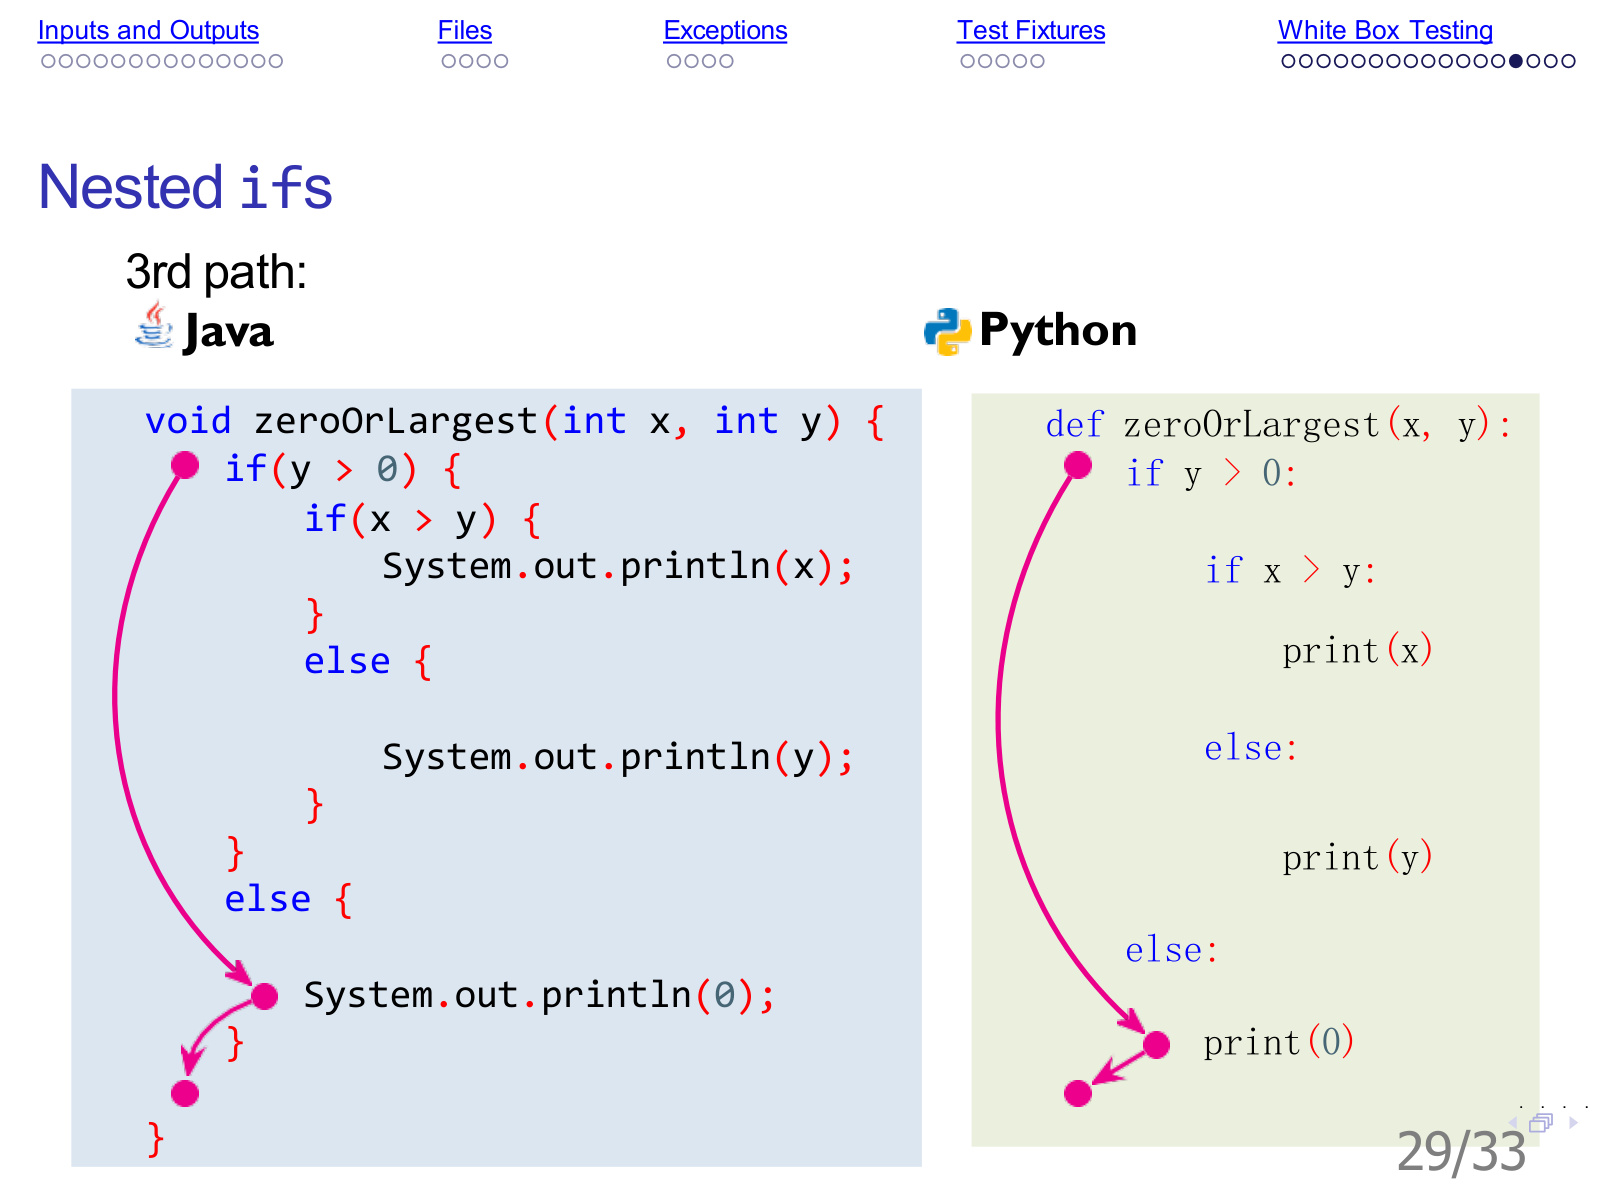 Inputs and Outputs Files Exceptions Test Fixtures White Box Testing
Nested ifs
3rd path:
Java
void zeroOrLargest(int x, int y) {
if(y > 0) {
if(x > y) {
System.out.println(x);
}
else {
System.out.println(y);
}
}
else {
System.out.println(0);
}
}
Python
def zeroOrLargest(x, y):
if y > 0:
if x > y:
print(x)
else:
print(y)
else:
print(0)
29/33